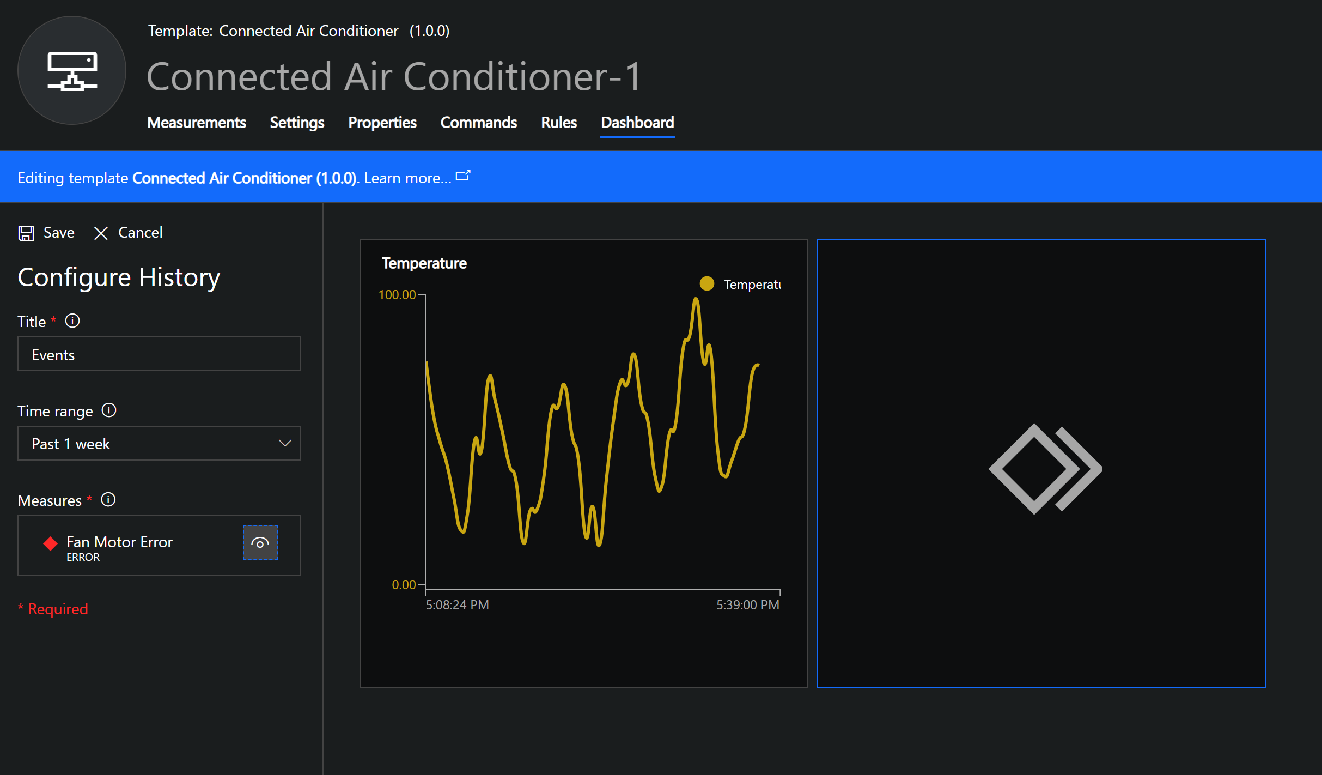 Template: Connected Air Conditioner (1.0.0)
Connected Air Conditioner-1
Measurements Settings Properties Commands Rules Dashboard
Editing template Connected Air Conditioner (1.0.0). Learn more...
Save Cancel
Configure History
Title *
Events
Time range
Past 1 week
Measures *
Fan Motor Error
ERROR
* Required
Temperature
Temperatu
100.00
0.00
5:08:24 PM 5:39:00 PM